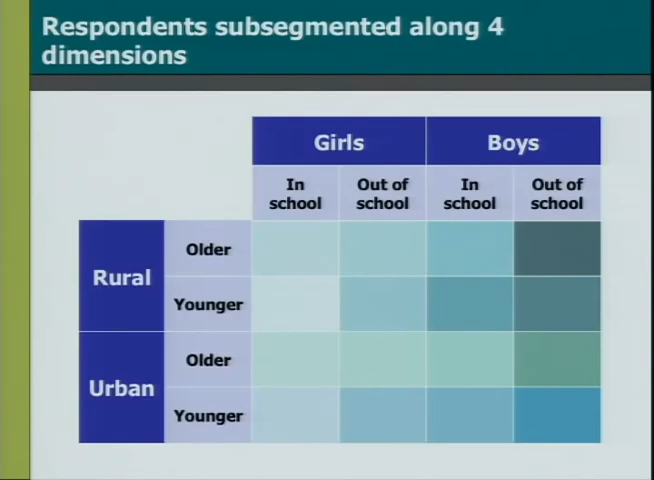 Respondents subsegmented along 4
dimensions
Girls Boys
In Out of In Out of
school school school school
Rural
Older
Younger
Urban
Older
Younger